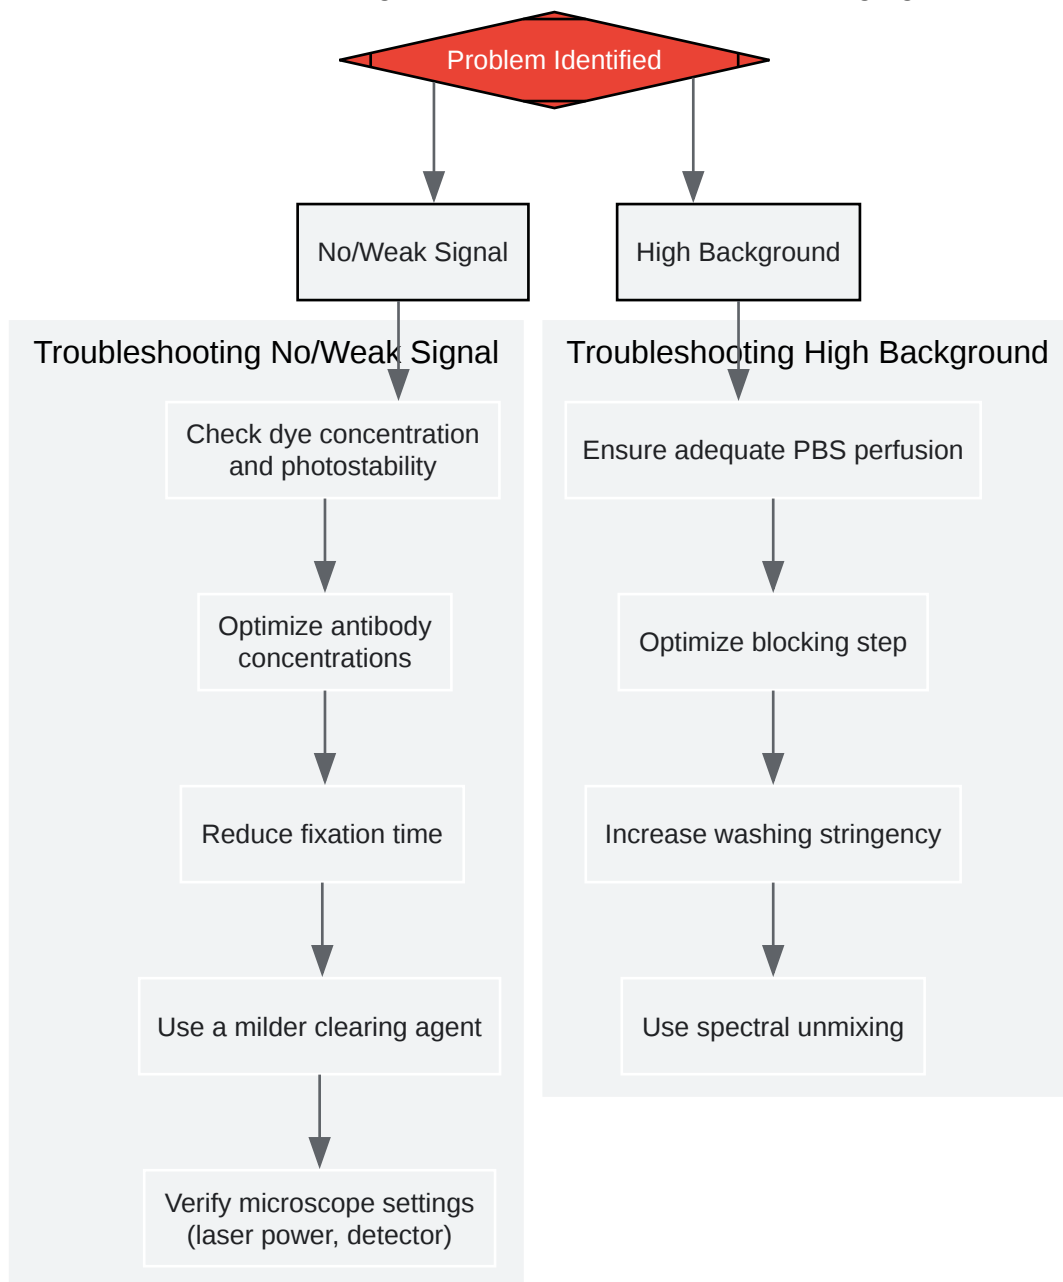 Problem Identified
No/Weak Signal
High Background
Troubleshooting No/Weak Signal
Check dye concentration
and photostability
Optimize antibody
concentrations
Reduce fixation time
Use a milder clearing agent
Verify microscope settings
(laser power, detector)
Troubleshooting High Background
Ensure adequate PBS perfusion
Optimize blocking step
Increase washing stringency
Use spectral unmixing